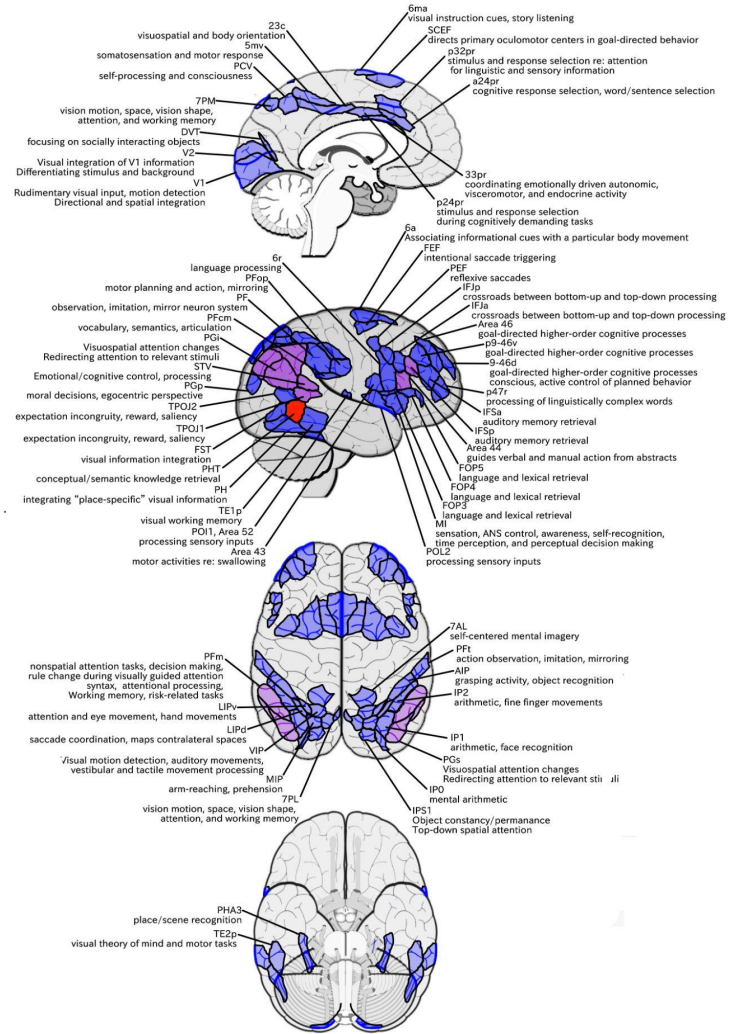 6ma
visual instruction cues, story listening
23c
visuospatial and body orientation
SCEF
directs primary oculomotor centers in goal-directed behavior
5mv
somatosensation and motor response
p32pr
stimulus and response selection re: attention
for linguistic and sensory information
PCV
self-processing and consciousness
a24pr
cognitive response selection, word/sentence selection
7PM
vision motion, space, vision shape,
attention, and working memory
DVT
focusing on socially interacting objects
V2
Visual integration of V1 information
Differentiating stimulus and background
V1
Rudimentary visual input, motion detection
Directional and spatial integration
33pr
coordinating emotionally driven autonomic,
visceromotor, and endocrine activity
p24pr
stimulus and response selection
during cognitively demanding tasks
6a
Associating informational cues with a particular body movement
FEF
intentional saccade triggering
6r
language processing
PEF
reflexive saccades
PFop
motor planning and action, mirroring
IFJp
crossroads between bottom-up and top-down processing
PF
observation, imitation, mirror neuron system
IFJa
crossroads between bottom-up and top-down processing
PFcm
vocabulary, semantics, articulation
Area 46
goal-directed higher-order cognitive processes
PGi
Visuospatial attention changes
Redirecting attention to relevant stimuli
p9-46v
goal-directed higher-order cognitive processes
STV
Emotional/cognitive control, processing
9-46d
goal-directed higher-order cognitive processes
conscious, active control of planned behavior
PGp
moral decisions, egocentric perspective
p47r
processing of linguistically complex words
TPOJ2
expectation incongruity, reward, saliency
IFSa
auditory memory retrieval
TPOJ1
expectation incongruity, reward, saliency
IFSp
auditory memory retrieval
FST
visual information integration
Area 44
guides verbal and manual action from abstracts
PHT
conceptual/semantic knowledge retrieval
FOP5
language and lexical retrieval
PH
integrating “place-specific” visual information
FOP4
language and lexical retrieval
TE1p
visual working memory
FOP3
language and lexical retrieval
POI1, Area 52
processing sensory inputs
MI
sensation, ANS control, awareness, self-recognition,
time perception, and perceptual decision making
Area 43
motor activities re: swallowing
POL2
processing sensory inputs
7AL
self-centered mental imagery
PFm
nonspatial attention tasks, decision making,
rule change during visually guided attention
syntax, attentional processing,
Working memory, risk-related tasks
PFt
action observation, imitation, mirroring
AIP
grasping activity, object recognition
LIPv
attention and eye movement, hand movements
IP2
arithmetic, fine finger movements
LIPd
saccade coordination, maps contralateral spaces
IP1
arithmetic, face recognition
VIP
Visual motion detection, auditory movements,
vestibular and tactile movement processing
PGs
Visuospatial attention changes
Redirecting attention to relevant
MIP
arm-reaching, prehension
IP0
mental arithmetic
7PL
vision motion, space, vision shape,
attention, and working memory
IPS1
Object constancy/permanance
Top-down spatial attention
PHA3
place/scene recognition
TE2p
visual theory of mind and motor tasks